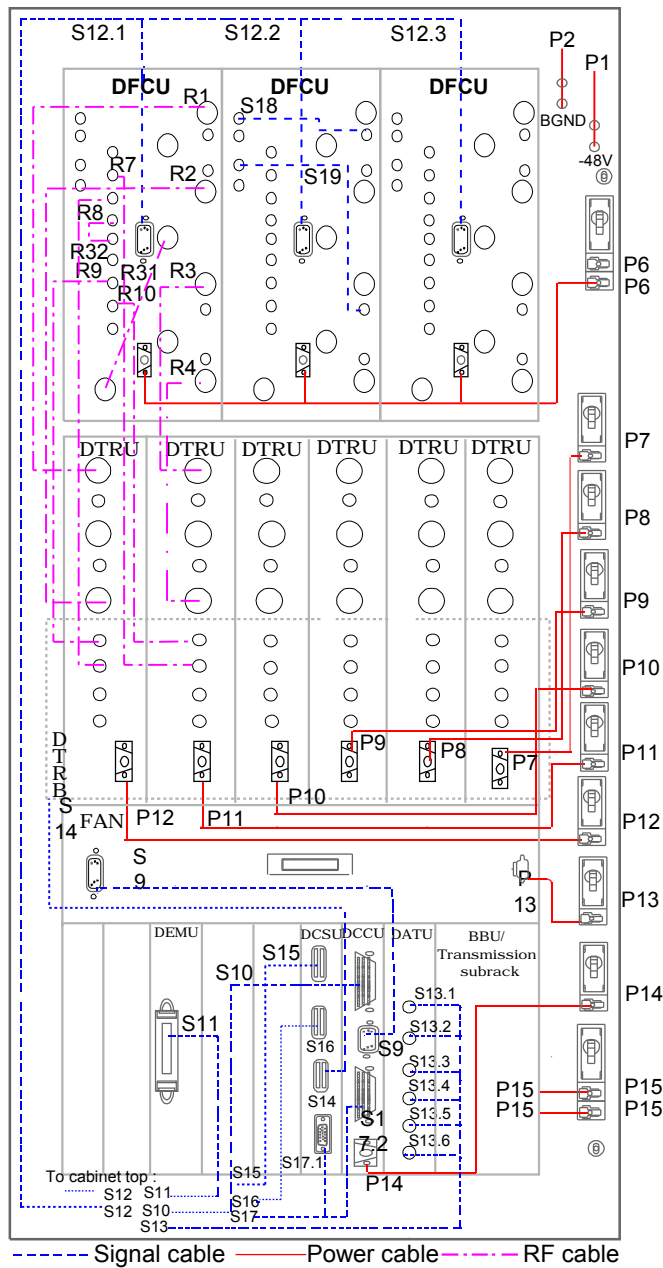 S12.1 S12.2 S12.3
P2
P1
DFCU DFCU DFCU
R1
S18
BGND
-48V
R7
R2
S19
R8
R32
R9
R31
R10
R3
R4
P6
P6
DTRU DTRU DTRU DTRU DTRU DTRU
P7
P8
P9
P10
P11
P12
D
T
R
B
P9
P8
P7
P10
P11
P12
S
14
FAN
S
9
P
13
P13
DEMU
DCSU
DCCU
DATU
BBU/
Transmission
subrack
S10
S15
S11
S16
S14
S9
S13.1
S13.2
S13.3
S13.4
S13.5
S13.6
S1
7.2
S17.1
P14
P14
P15 P15
P15 P15
To cabinet top :
S12 S11
S12 S10
S13
S15
S16
S17
Signal cable Power cable RF cable